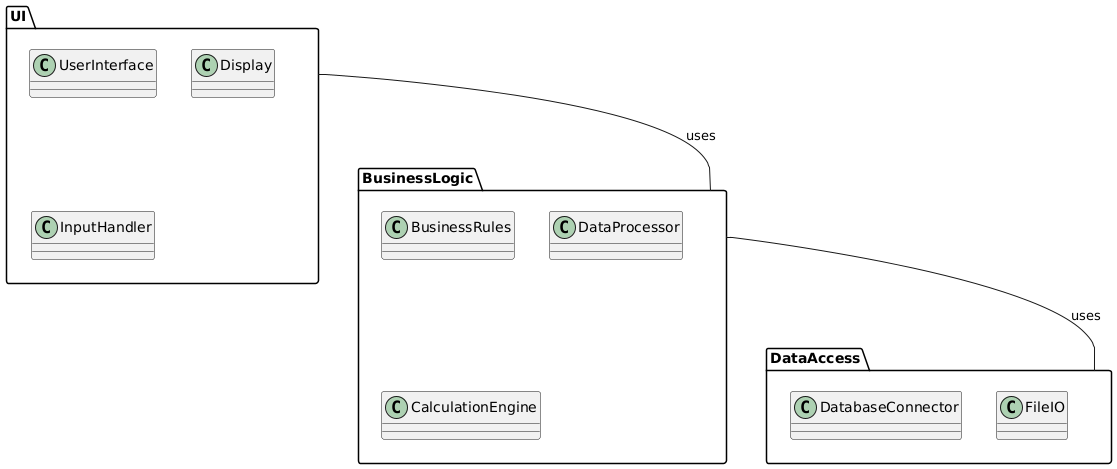 UI
C UserInterface
C Display
uses
BusinessLogic
C InputHandler
C BusinessRules
C DataProcessor
uses
DataAccess
C CalculationEngine
C DatabaseConnector
C FileIO